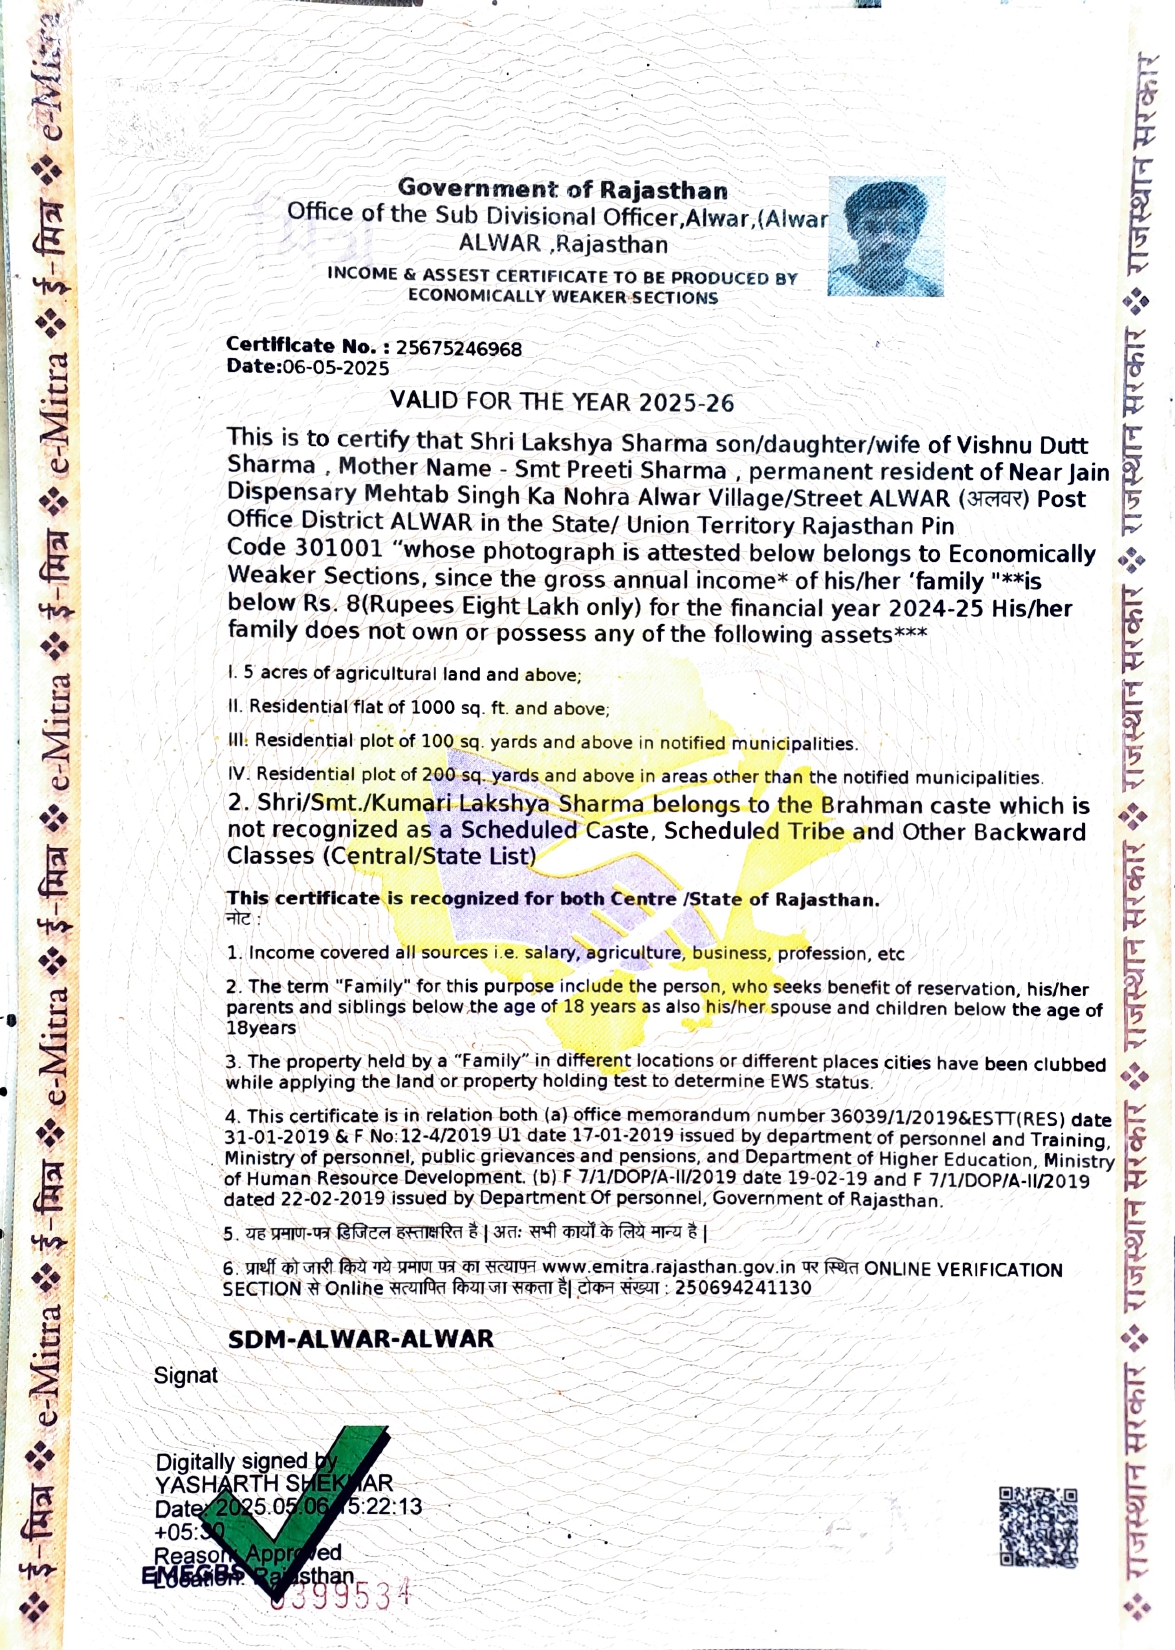 Government of Rajasthan
Office of the Sub Divisional Officer,Alwar,(Alwar
ALWAR ,Rajasthan
INCOME & ASSEST CERTIFICATE TO BE PRODUCED BY
ECONOMICALLY WEAKER SECTIONS
Certificate No. : 25675246968
Date:06-05-2025
VALID FOR THE YEAR 2025-26
This is to certify that Shri Lakshya Sharma son/daughter/wife of Vishnu Dutt
Sharma , Mother Name - Smt Preeti Sharma , permanent resident of Near Jain
Dispensary Mehtab Singh Ka Nohra Alwar Village/Street ALWAR (अलवर) Post
Office District ALWAR in the State/ Union Territory Rajasthan Pin
Code 301001 “whose photograph is attested below belongs to Economically
Weaker Sections, since the gross annual income* of his/her ‘family "**is
below Rs. 8(Rupees Eight Lakh only) for the financial year 2024-25 His/her
family does not own or possess any of the following assets***
I. 5 acres of agricultural land and above;
II. Residential flat of 1000 sq. ft. and above;
III. Residential plot of 100 sq. yards and above in notified municipalities.
IV. Residential plot of 200 sq. yards and above in areas other than the notified municipalities.
2. Shri/Smt./Kumari Lakshya Sharma belongs to the Brahman caste which is
not recognized as a Scheduled Caste, Scheduled Tribe and Other Backward
Classes (Central/State List)
This certificate is recognized for both Centre /State of Rajasthan.
नोट :
1. Income covered all sources i.e. salary, agriculture, business, profession, etc
2. The term "Family" for this purpose include the person, who seeks benefit of reservation, his/her
parents and siblings below the age of 18 years as also his/her spouse and children below the age of
18years
3. The property held by a “Family” in different locations or different places cities have been clubbed
while applying the land or property holding test to determine EWS status.
4. This certificate is in relation both (a) office memorandum number 36039/1/2019&ESTT(RES) date
31-01-2019 & F No:12-4/2019 U1 date 17-01-2019 issued by department of personnel and Training,
Ministry of personnel, public grievances and pensions, and Department of Higher Education, Ministry
of Human Resource Development. (b) F 7/1/DOP/A-II/2019 date 19-02-19 and F 7/1/DOP/A-II/2019
dated 22-02-2019 issued by Department Of personnel, Government of Rajasthan.
5. यह प्रमाण-पत्र डिजिटल हस्ताक्षरित है | अतः सभी कार्यों के लिये मान्य है |
6. प्रार्थी को जारी किये गये प्रमाण पत्र का सत्यापन www.emitra.rajasthan.gov.in पर स्थित ONLINE VERIFICATION
SECTION से Online सत्यापित किया जा सकता है| टोकन संख्या : 250694241130
SDM-ALWAR-ALWAR
Signat
Digitally signed by
YASHARTH SHEKHAR
Date: 2025.05.06 15:22:13
+05:30
Reason: Approved
EMEGBS
Location: Rajasthan
0399534
ई-मित्र ❖ e-Mitra ❖ ई-मित्र ❖ e-Mitra ❖ ई-मित्र ❖ e-Mitra ❖ ई-मित्र ❖ e-Mitra ❖ ई-मित्र ❖ e-Mitra
राजस्थान सरकार ❖ राजस्थान सरकार ❖ राजस्थान सरकार ❖ राजस्थान सरकार ❖ राजस्थान सरकार ❖ राजस्थान सरकार